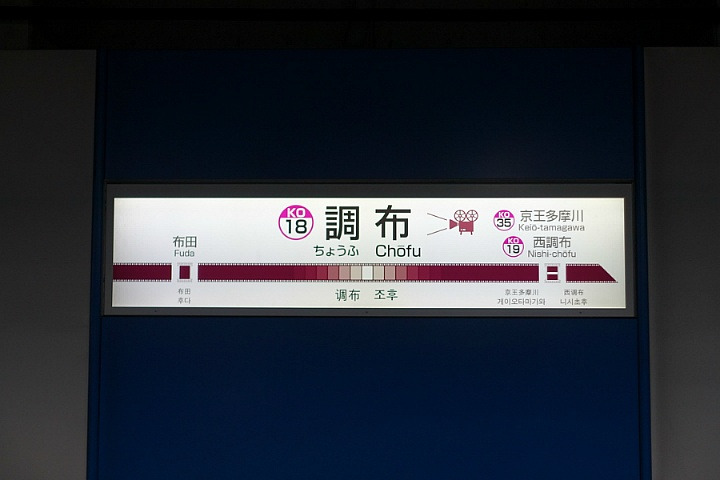 KO
18
調布
ちょうふ Chōfu
KO
35
京王多摩川
Keiō-tamagawa
KO
19
西調布
Nishi-chōfu
布田
Fuda
布田
후다
调布 조후
京王多摩川
게이오타마가와
西调布
니시쵸후